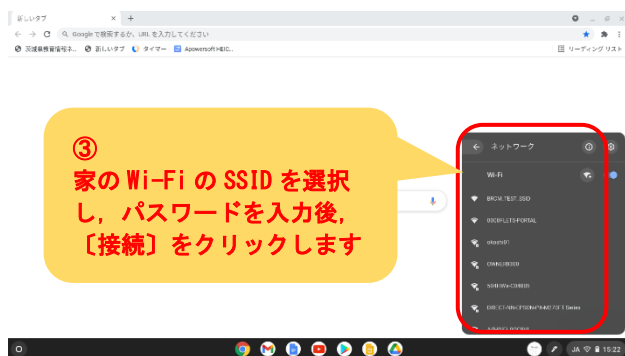 新しいタブ
Google で検索するか、URL を入力してください
茨城県教育情報ネ...
新しいタブ
タイマー
Apowersoft HEIC...
リーディング リスト
③
家の Wi-Fi の SSID を選択
し，パスワードを入力後，
〔接続〕をクリックします
ネットワーク
Wi-Fi
BRCM_TEST_SSID
JA
15:22